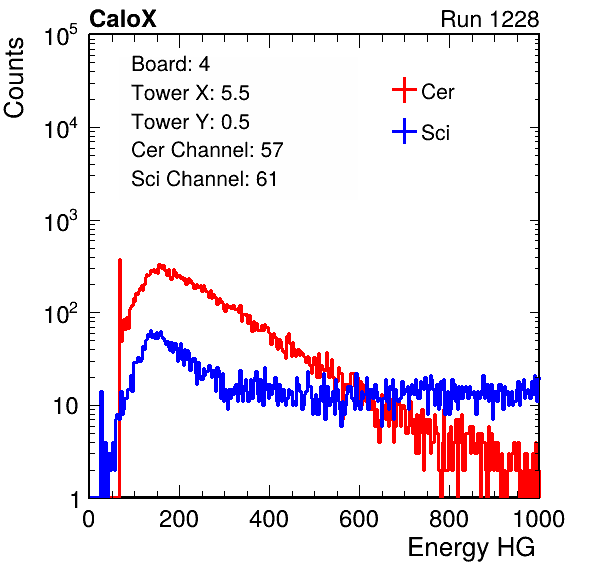 CaloX Run 1228
Counts
10^5
10^4
10^3
10^2
10
1
Board: 4
Tower X: 5.5
Tower Y: 0.5
Cer Channel: 57
Sci Channel: 61
Cer
Sci
0 200 400 600 800 1000
Energy HG